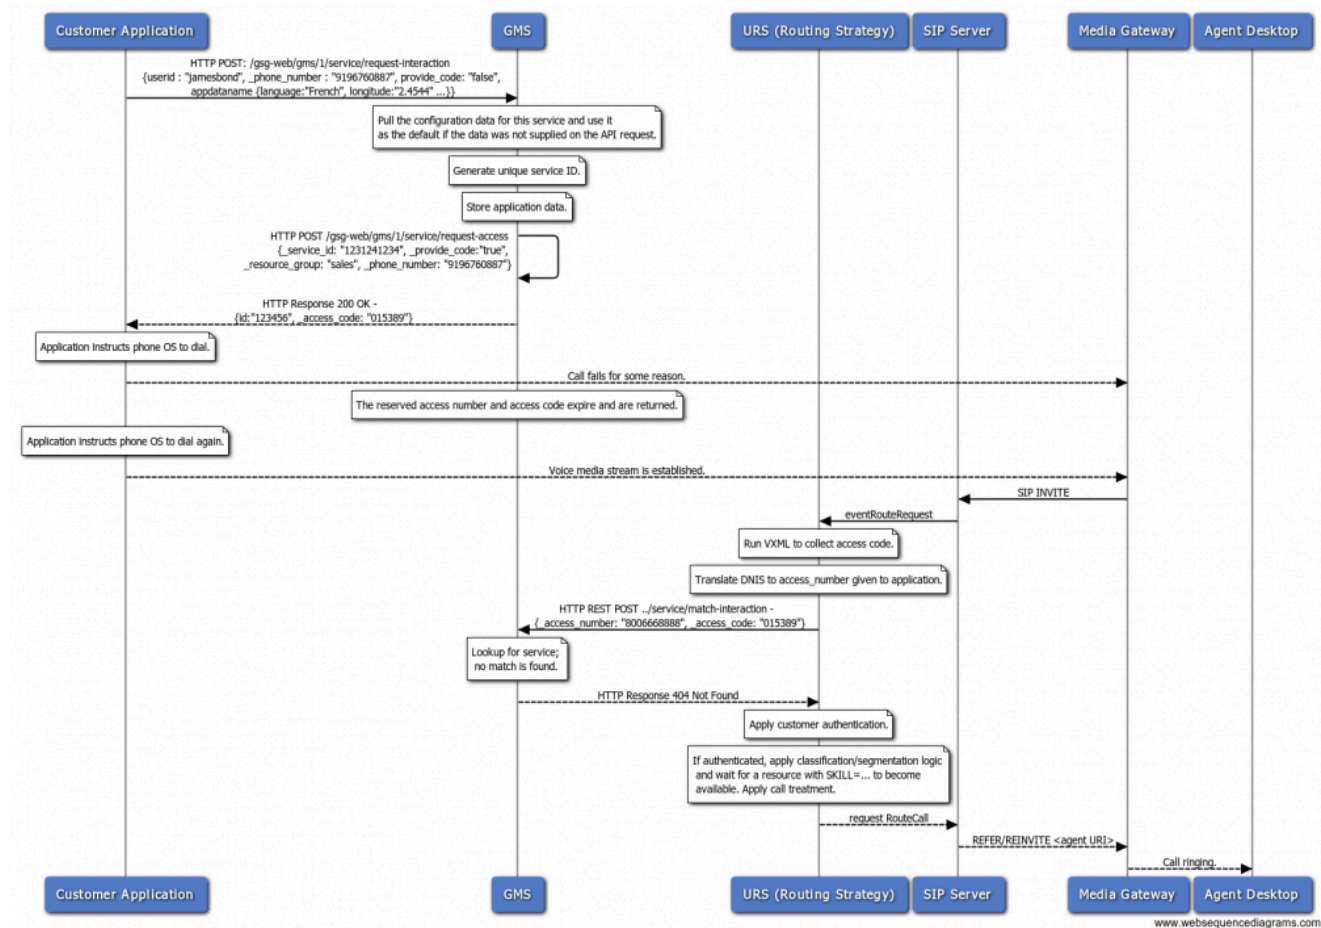 Customer Application
GMS
URS (Routing Strategy)
SIP Server
Media Gateway
Agent Desktop
HTTP POST: /gsg-web/gms/1/service/request-interaction
{userid : "jamesbond", _phone_number : "9196760887", provide_code: "false",
appdataname {language:"French", longitude:"2.4544" ...}}
Pull the configuration data for this service and use it
as the default if the data was not supplied on the API request.
Generate unique service ID.
Store application data.
HTTP POST /gsg-web/gms/1/service/request-access
{_service_id: "1231241234", _provide_code:"true",
_resource_group: "sales", _phone_number: "9196760887"}
HTTP Response 200 OK -
{id:"123456", _access_code: "015389"}
Application instructs phone OS to dial.
Call fails for some reason.
The reserved access number and access code expire and are returned.
Application instructs phone OS to dial again.
Voice media stream is established.
SIP INVITE
eventRouteRequest
Run VXML to collect access code.
Translate DNIS to access_number given to application.
HTTP REST POST ../service/match-interaction -
{_access_number: "8006668888", _access_code: "015389"}
Lookup for service;
no match is found.
HTTP Response 404 Not Found
Apply customer authentication.
If authenticated, apply classification/segmentation logic
and wait for a resource with SKILL=... to become
available. Apply call treatment.
request RouteCall
REFER/REINVITE <agent URI>
Call ringing.
Customer Application
GMS
URS (Routing Strategy)
SIP Server
Media Gateway
Agent Desktop
www.websequencediagrams.com